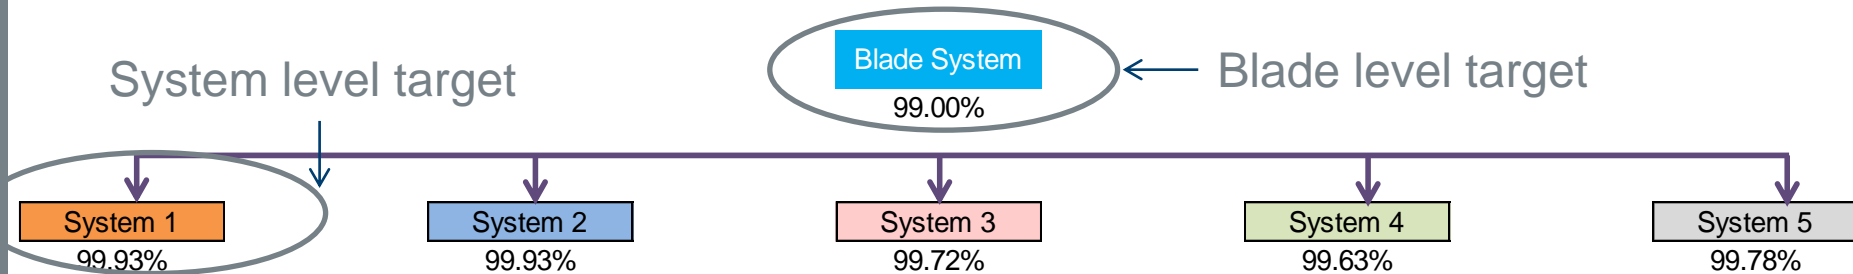 Blade System
99.00%
Blade level target
System level target
System 1
99.93%
System 2
99.93%
System 3
99.72%
System 4
99.63%
System 5
99.78%